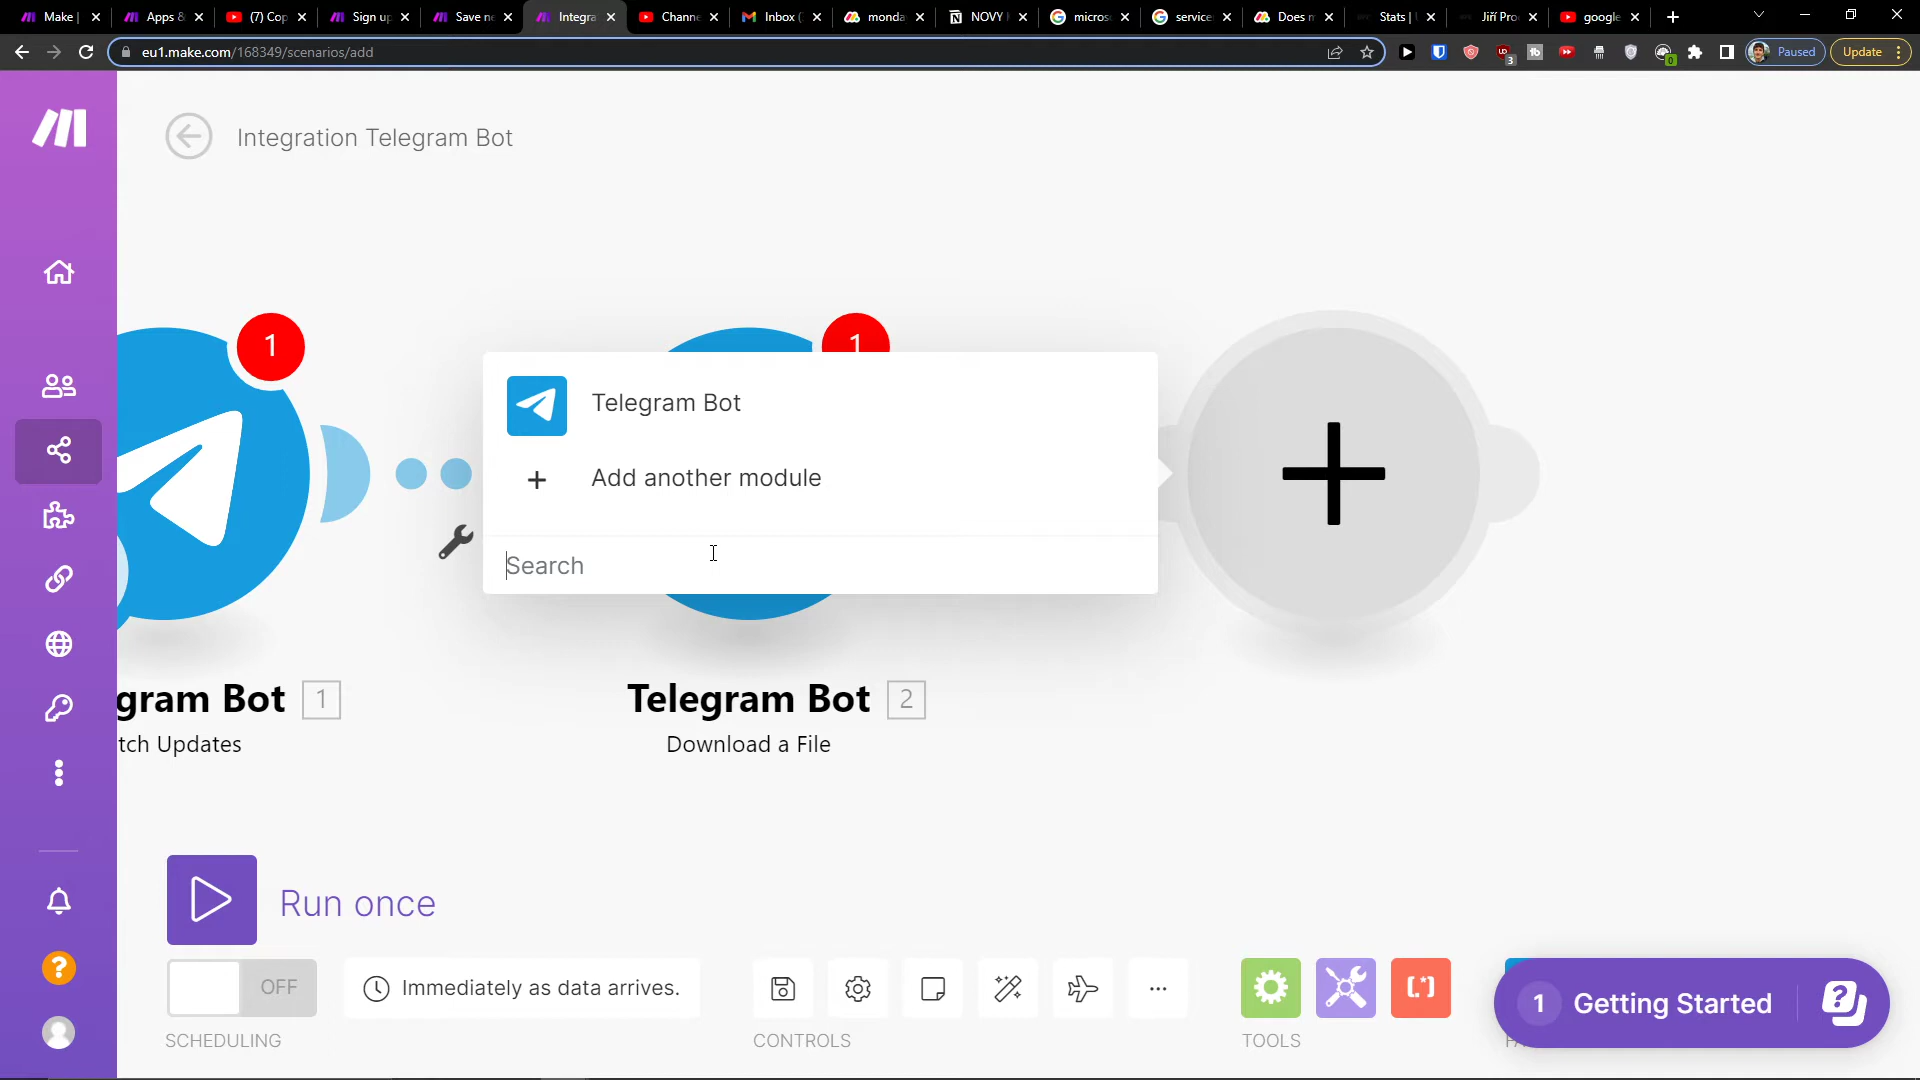 Make |
Apps &
(7) Cop
Sign up
Save ne
Integra
Channe
Inbox (
monda
NOVY
micros
service
Does m
Stats |
Jiří Pro
google
eu1.make.com/168349/scenarios/add
3
0
Paused
Update
Integration Telegram Bot
1
1
Telegram Bot
Add another module
Search
gram Bot 1
tch Updates
Telegram Bot 2
Download a File
Run once
OFF
Immediately as data arrives.
[.*]
1 Getting Started
SCHEDULING
CONTROLS
TOOLS